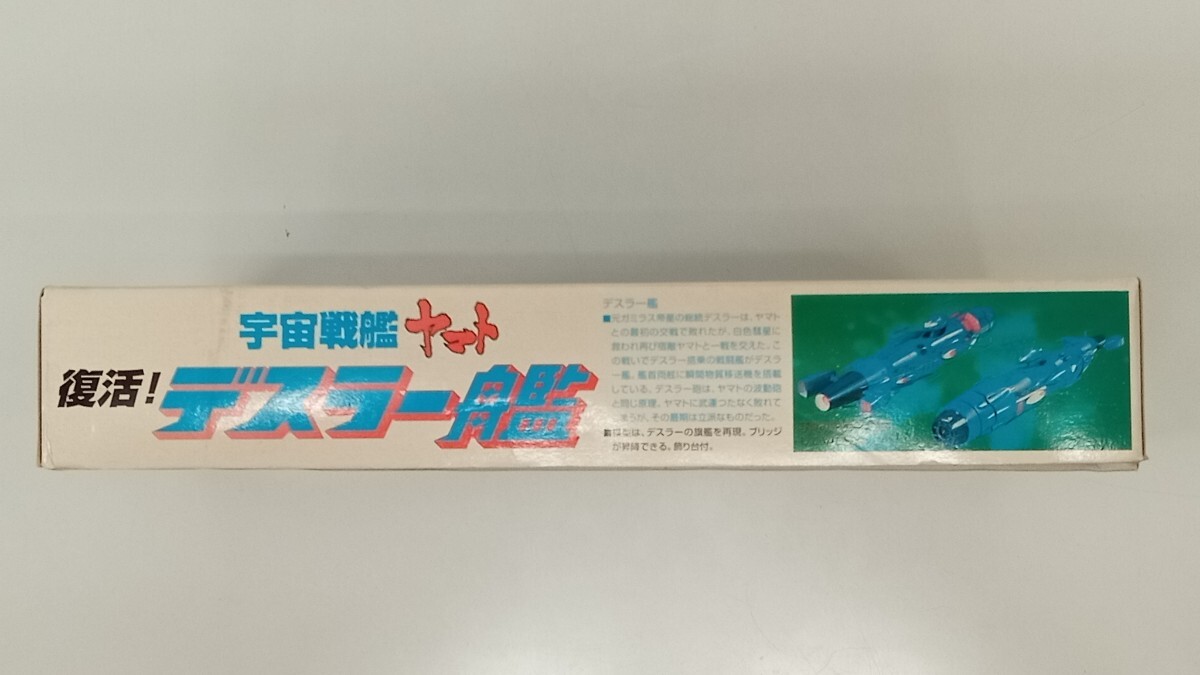 宇宙戦艦ヤマト
復活!デスラー艦
デスラー艦
■元ガミラス帝星の総統デスラーは、ヤマト
との最初の交戦で敗れたが、白色彗星に
救われ再び宿敵ヤマトと一戦を交えた。こ
の戦いでデスラー搭乗の戦闘艦がデスラ
ー艦。艦首両舷に瞬間物質移送機を搭載
している。デスラー砲は、ヤマトの波動砲
と同じ原理。ヤマトに武運つたなく敗れて
しまうが、その最期は立派なものだった。
■模型は、デスラーの旗艦を再現。ブリッジ
が昇降できる。飾り台付。